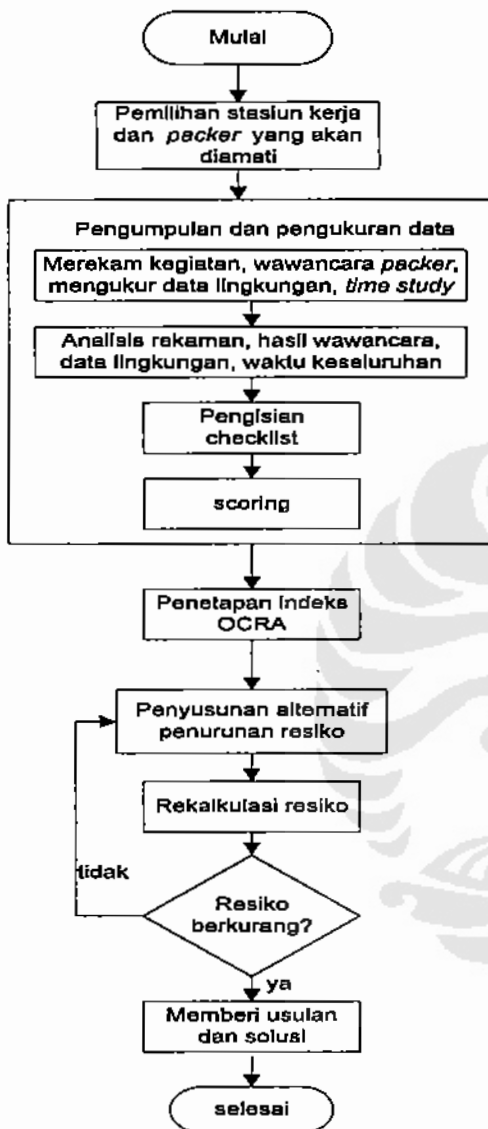 Mulai
Pemilihan stasiun kerja
dan packer yang akan
diamati
Pengumpulan dan pengukuran data
Merekam kegiatan, wawancara packer,
mengukur data lingkungan, time study
Analisis rekaman, hasil wawancara,
data lingkungan, waktu keseluruhan
Pengisian
checklist
scoring
Penetapan Indeks
OCRA
Penyusunan alternatif
penurunan resiko
Rekalkulasi resiko
tidak
Resiko
berkurang?
ya
Memberi usulan
dan solusi
selesai